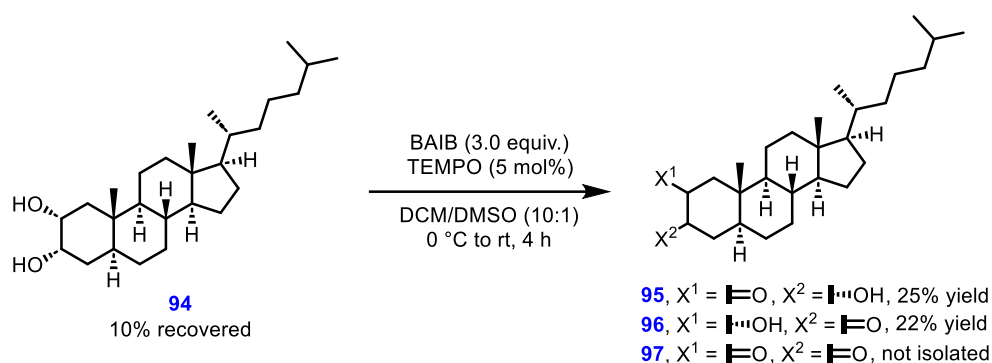 HO
HO
H
H
H
H
H
94
10% recovered
BAIB (3.0 equiv.)
TEMPO (5 mol%)
DCM/DMSO (10:1)
0 °C to rt, 4 h
X¹
X²
H
H
H
H
H
95, X¹ = =O, X² = OH, 25% yield
96, X¹ = OH, X² = =O, 22% yield
97, X¹ = =O, X² = =O, not isolated